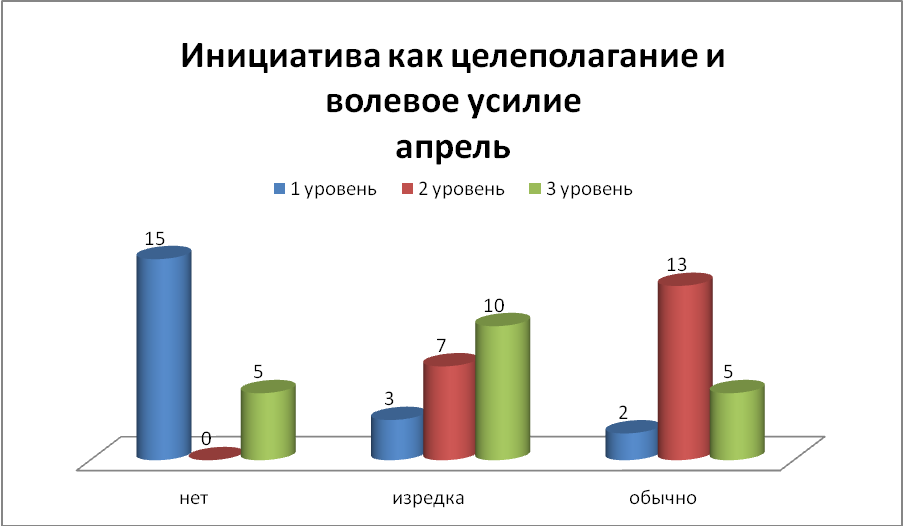 Инициатива как целеполагание и
волевое усилие
апрель
1 уровень 2 уровень 3 уровень
15 0 5 3 7 10 2 13 5
нет изредка обычно